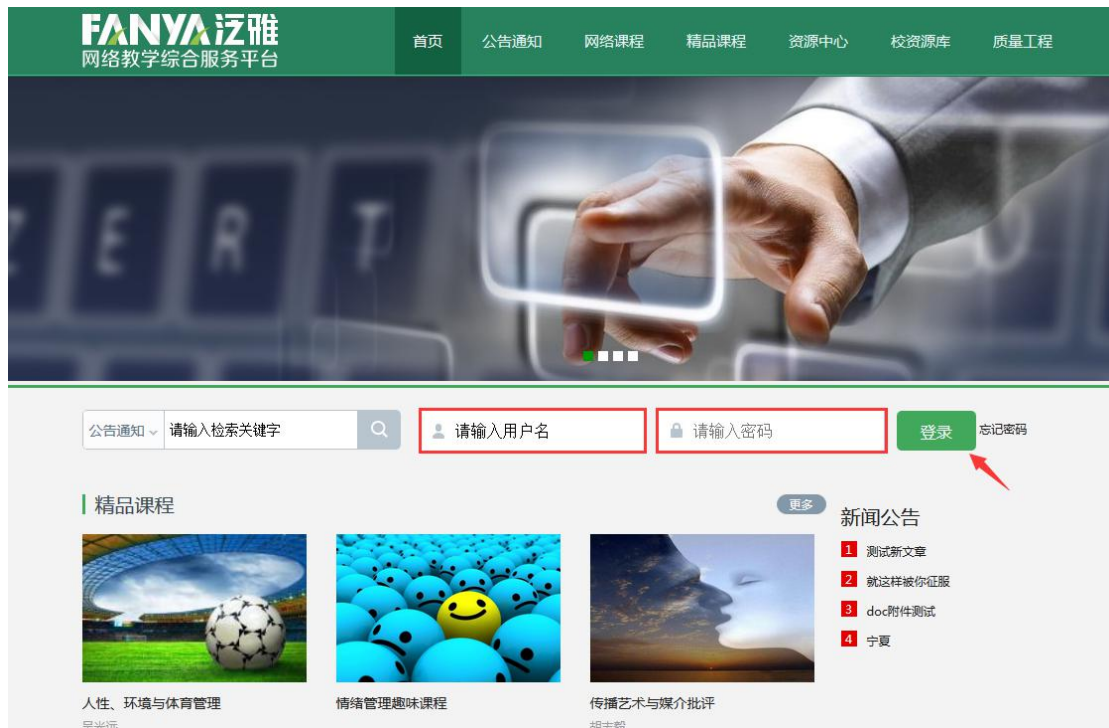 FANYA 泛雅
网络教学综合服务平台
首页 公告通知 网络课程 精品课程 资源中心 校资源库 质量工程
Z E R T
公告通知 请输入检索关键字 请输入用户名 请输入密码 登录 忘记密码
精品课程 更多
新闻公告
1 测试新文章
2 就这样被你征服
3 doc附件测试
4 宁夏
人性、环境与体育管理 情绪管理趣味课程 传播艺术与媒介批评